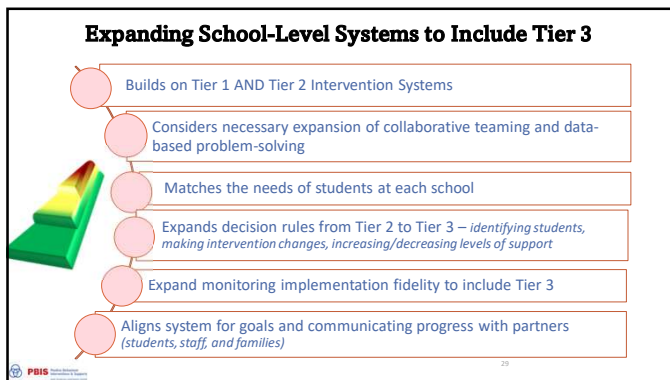 Expanding School-Level Systems to Include Tier 3
Builds on Tier 1 AND Tier 2 Intervention Systems
Considers necessary expansion of collaborative teaming and data-
based problem-solving
Matches the needs of students at each school
Expands decision rules from Tier 2 to Tier 3 – identifying students,
making intervention changes, increasing/decreasing levels of support
Expand monitoring implementation fidelity to include Tier 3
Aligns system for goals and communicating progress with partners
(students, staff, and families)
29
PBIS Positive Behavioral
Interventions & Supports